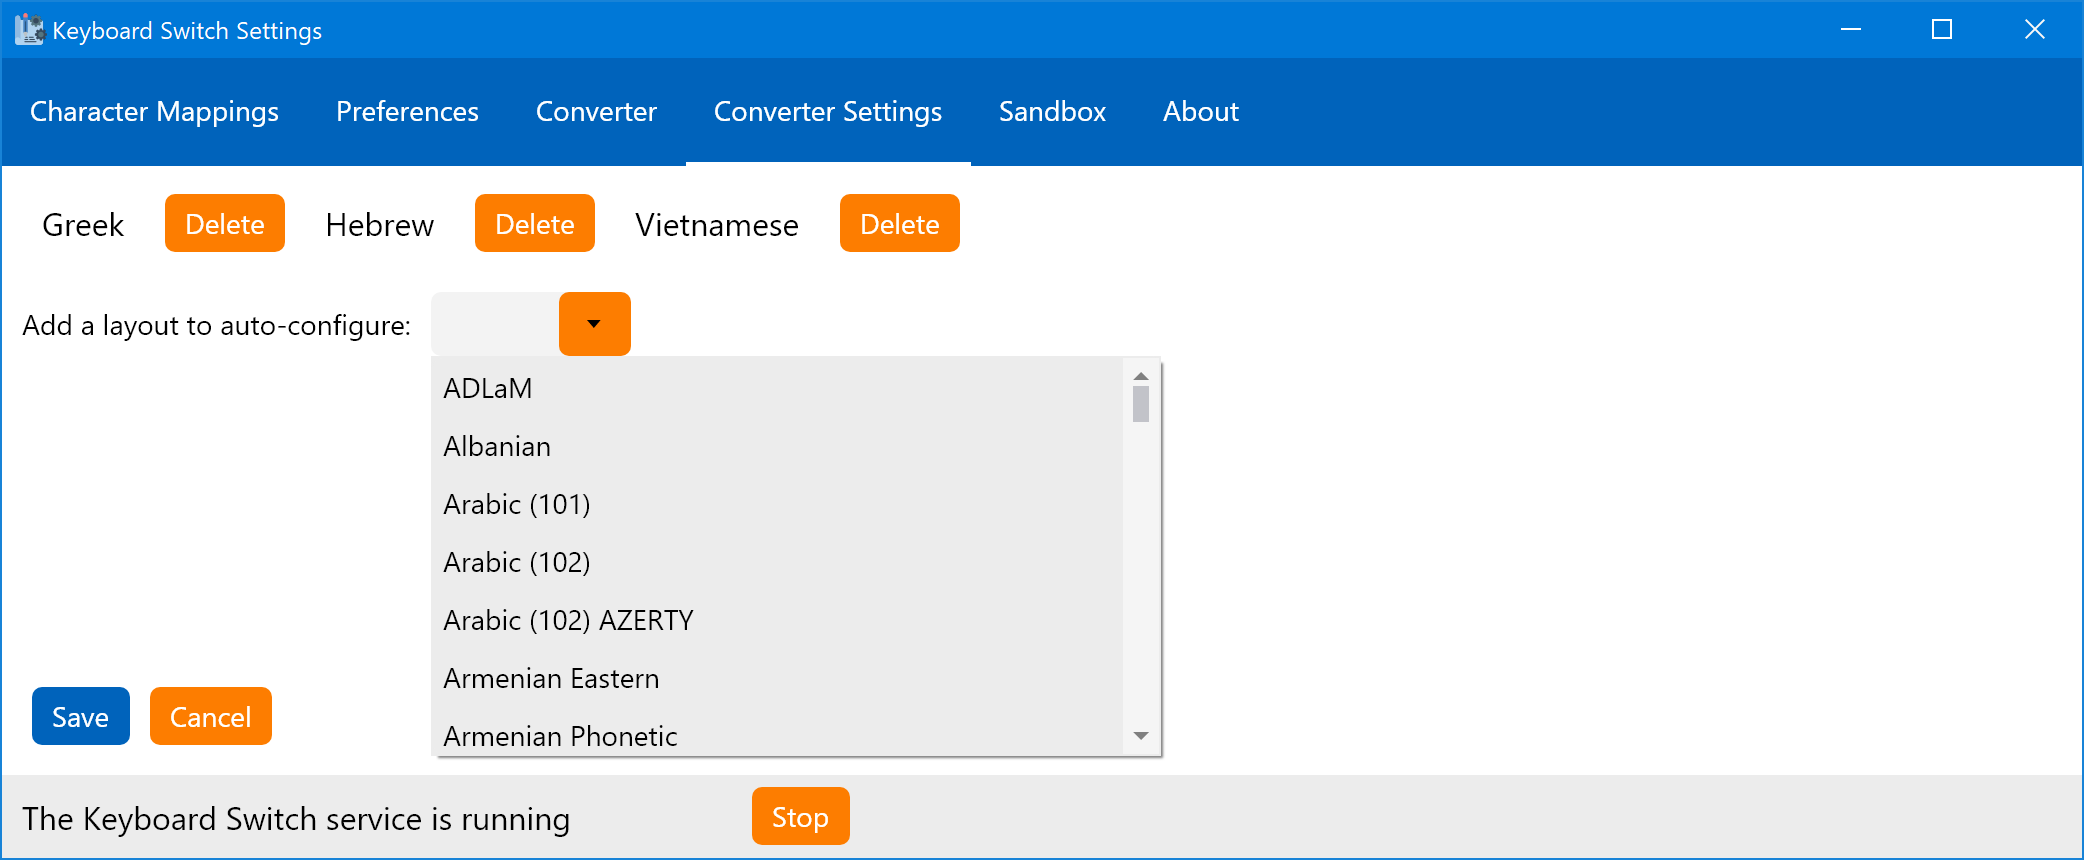 Keyboard Switch Settings
Character Mappings Preferences Converter Converter Settings Sandbox About
Greek Delete Hebrew Delete Vietnamese Delete
Add a layout to auto-configure:
ADLaM
Albanian
Arabic (101)
Arabic (102)
Arabic (102) AZERTY
Armenian Eastern
Armenian Phonetic
Save Cancel
The Keyboard Switch service is running Stop